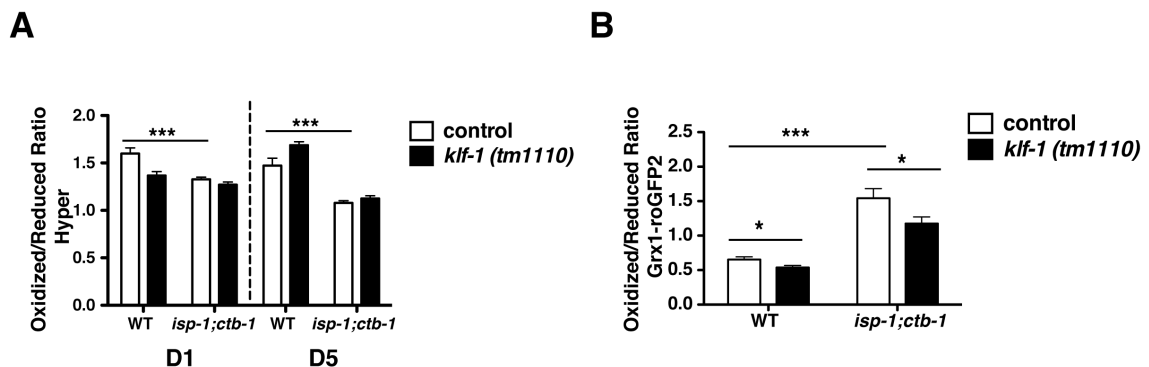 A
Oxidized/Reduced Ratio
Hyper
2.0
1.5
1.0
0.5
0.0
***
***
WT
isp-1;ctb-1
WT
isp-1;ctb-1
D1
D5
control
klf-1 (tm1110)
B
Oxidized/Reduced Ratio
Grx1-roGFP2
2.5
2.0
1.5
1.0
0.5
0.0
***
*
*
WT
isp-1;ctb-1
control
klf-1 (tm1110)